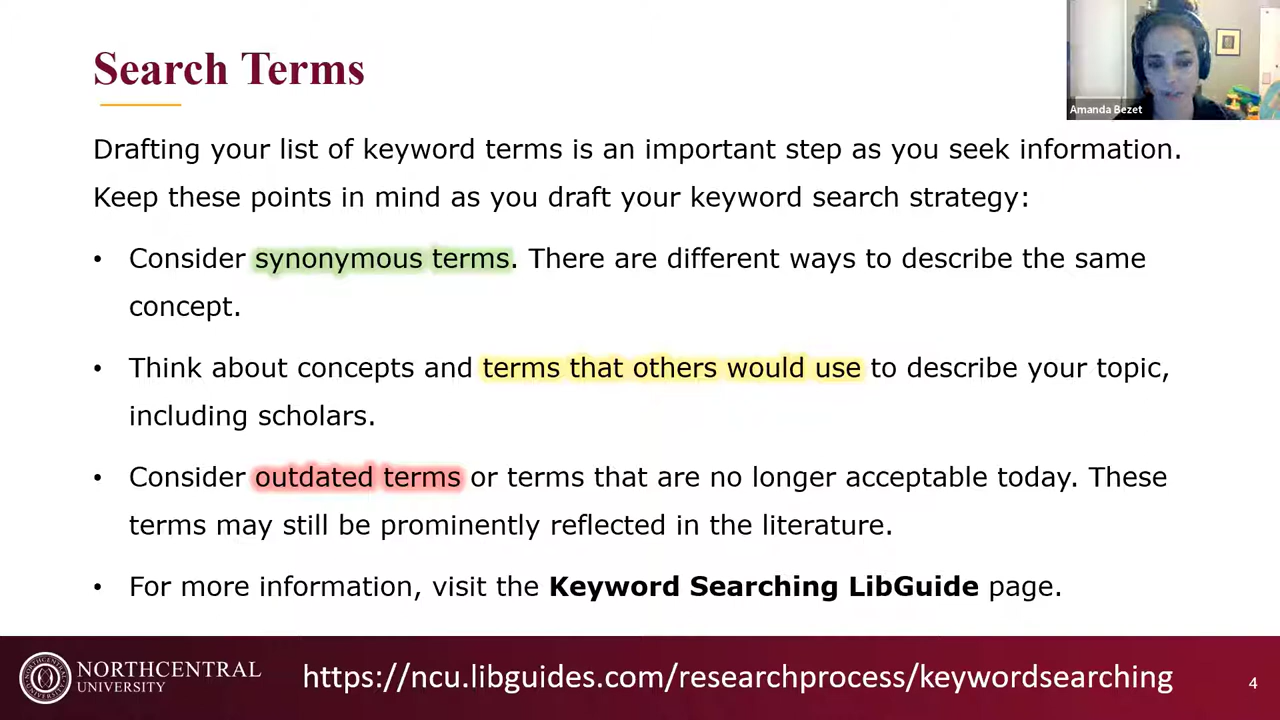 Search Terms
Amanda Bezet
Drafting your list of keyword terms is an important step as you seek information.
Keep these points in mind as you draft your keyword search strategy:
• Consider synonymous terms. There are different ways to describe the same
concept.
• Think about concepts and terms that others would use to describe your topic,
including scholars.
• Consider outdated terms or terms that are no longer acceptable today. These
terms may still be prominently reflected in the literature.
• For more information, visit the Keyword Searching LibGuide page.
NORTHCENTRAL
UNIVERSITY
https://ncu.libguides.com/researchprocess/keywordsearching
4